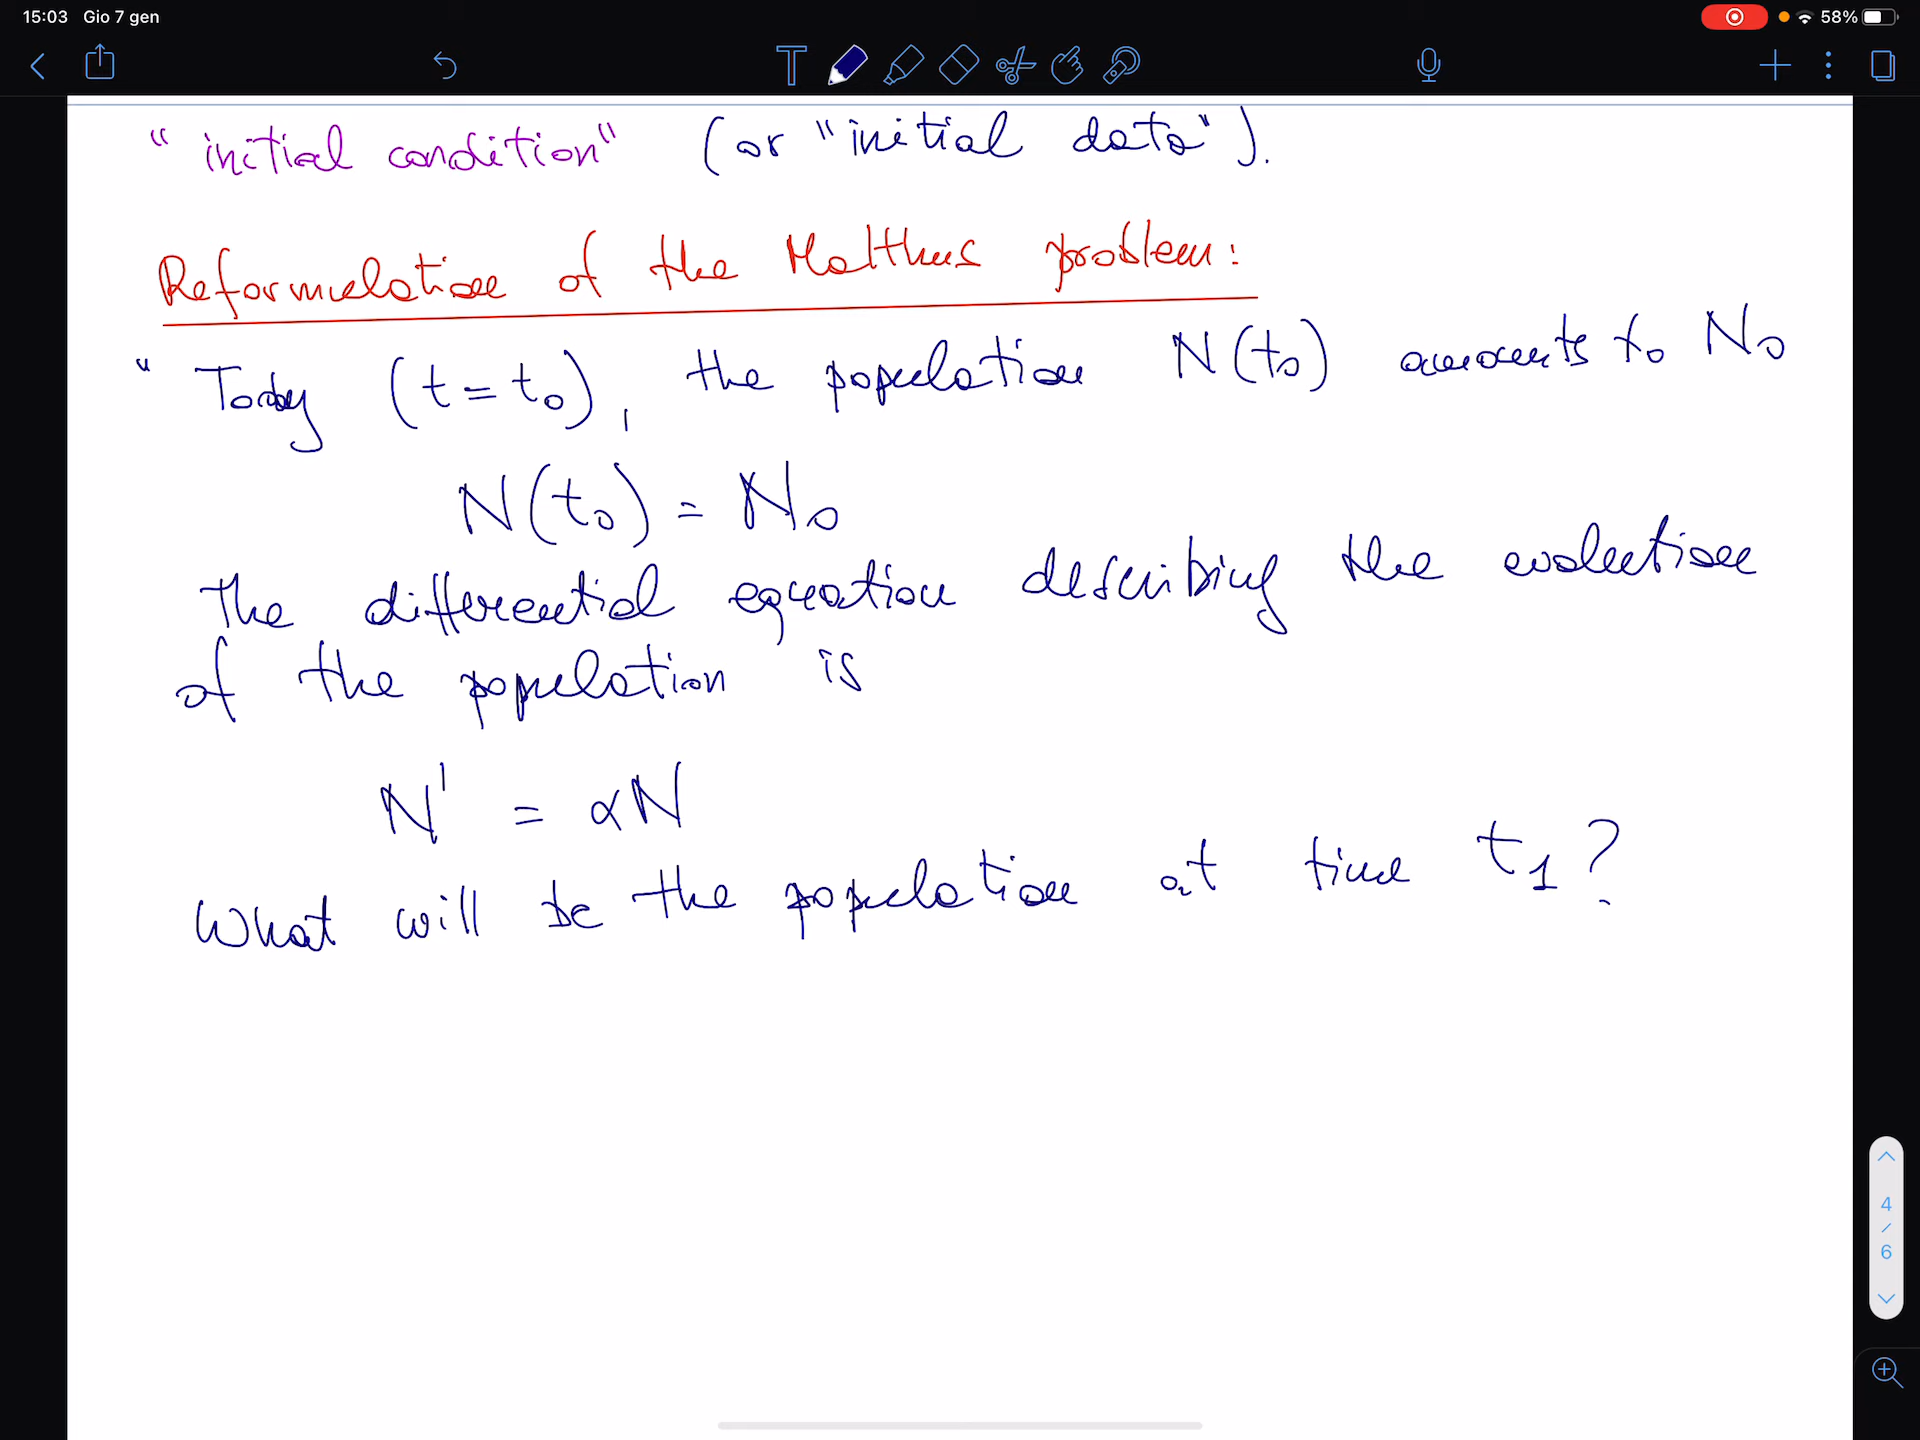 15:03 Gio 7 gen 58%
"initial condition" (or "initial data").
Reformulation of the Malthus problem:
" Today (t = t₀), the population N(t₀) amounts to N₀
N(t₀) = N₀
The differential equation describing the evolution
of the population is
N' = αN
What will be the population at time t₁?
4
/
6